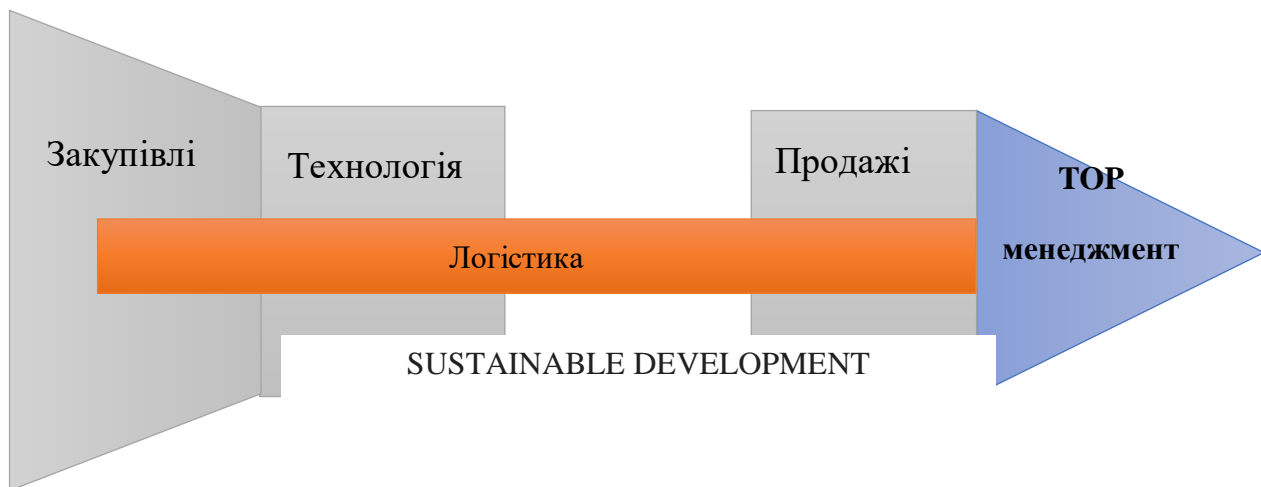 Закупівлі
Технологія
Продажі
TOP
менеджмент
Логістика
SUSTAINABLE DEVELOPMENT